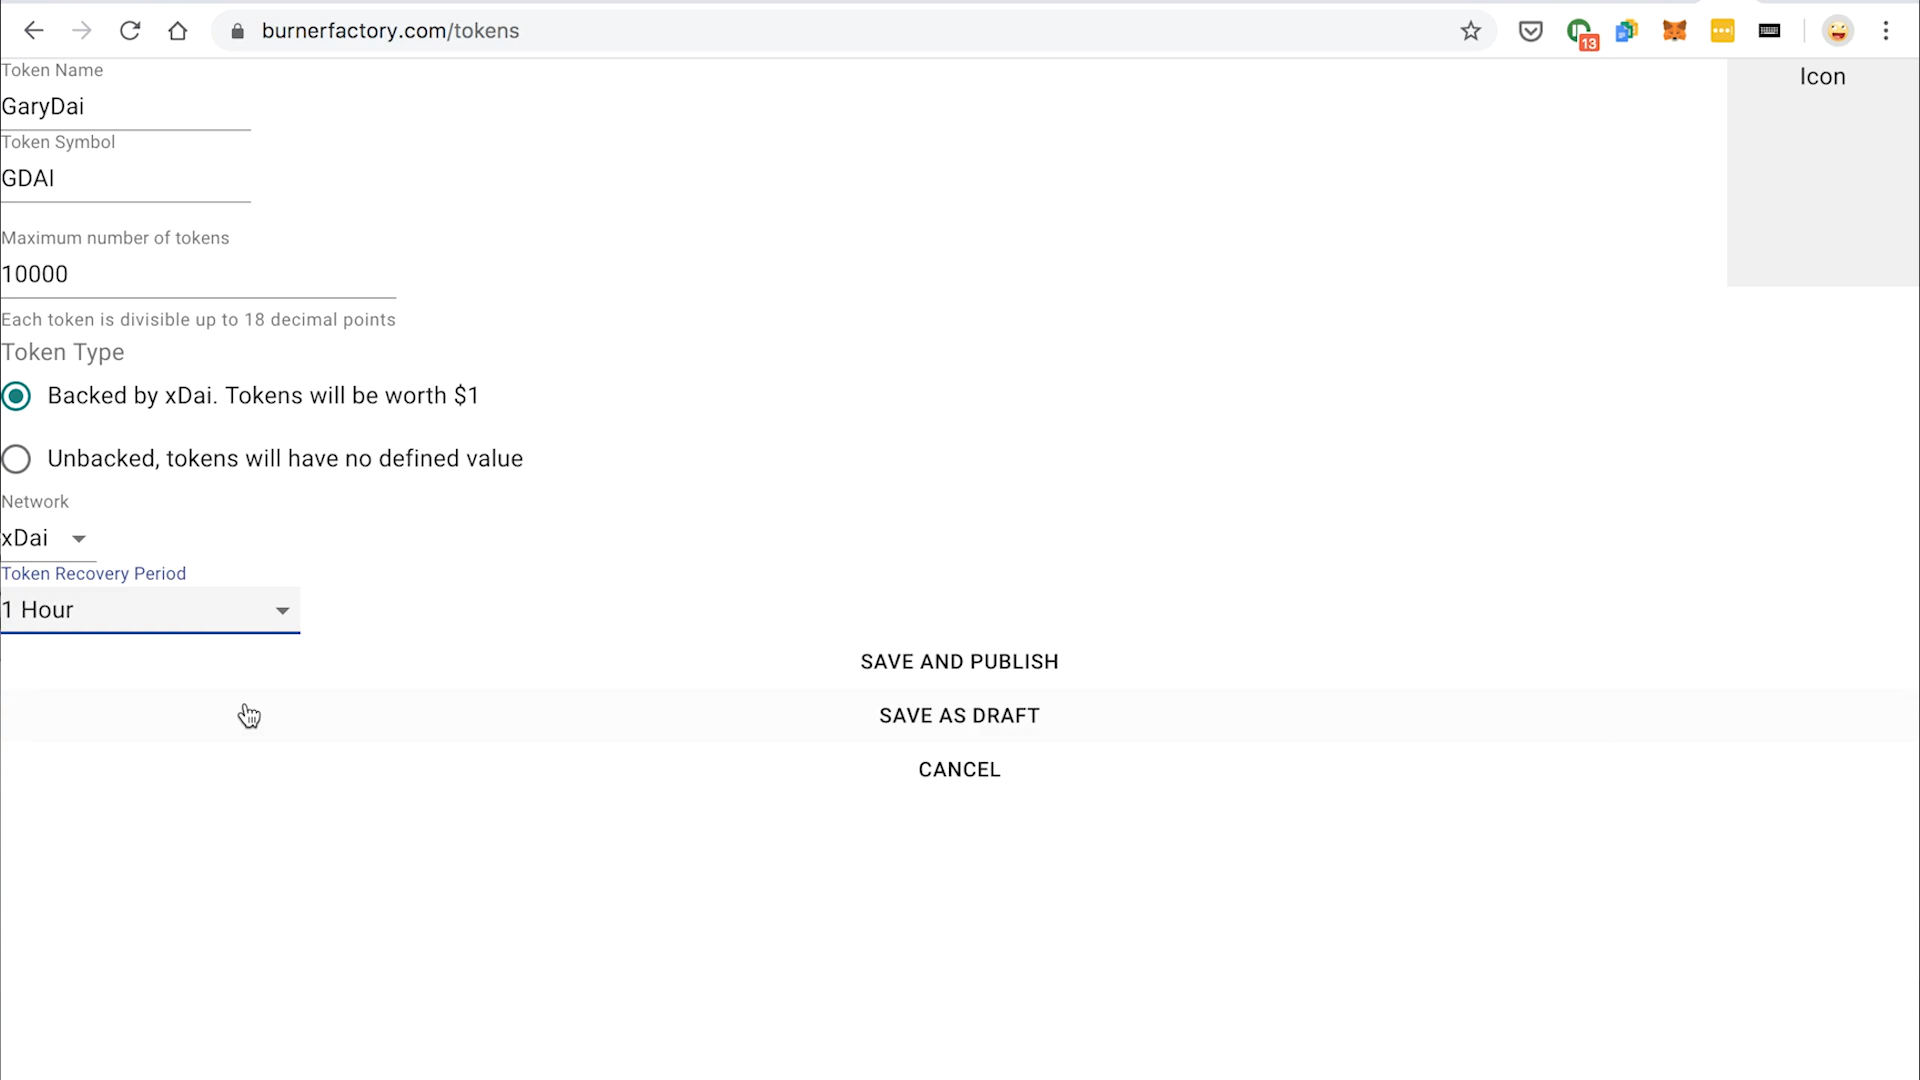 burnerfactory.com/tokens
13
Token Name
Icon
GaryDai
Token Symbol
GDAI
Maximum number of tokens
10000
Each token is divisible up to 18 decimal points
Token Type
Backed by xDai. Tokens will be worth $1
Unbacked, tokens will have no defined value
Network
xDai
Token Recovery Period
1 Hour
SAVE AND PUBLISH
SAVE AS DRAFT
CANCEL